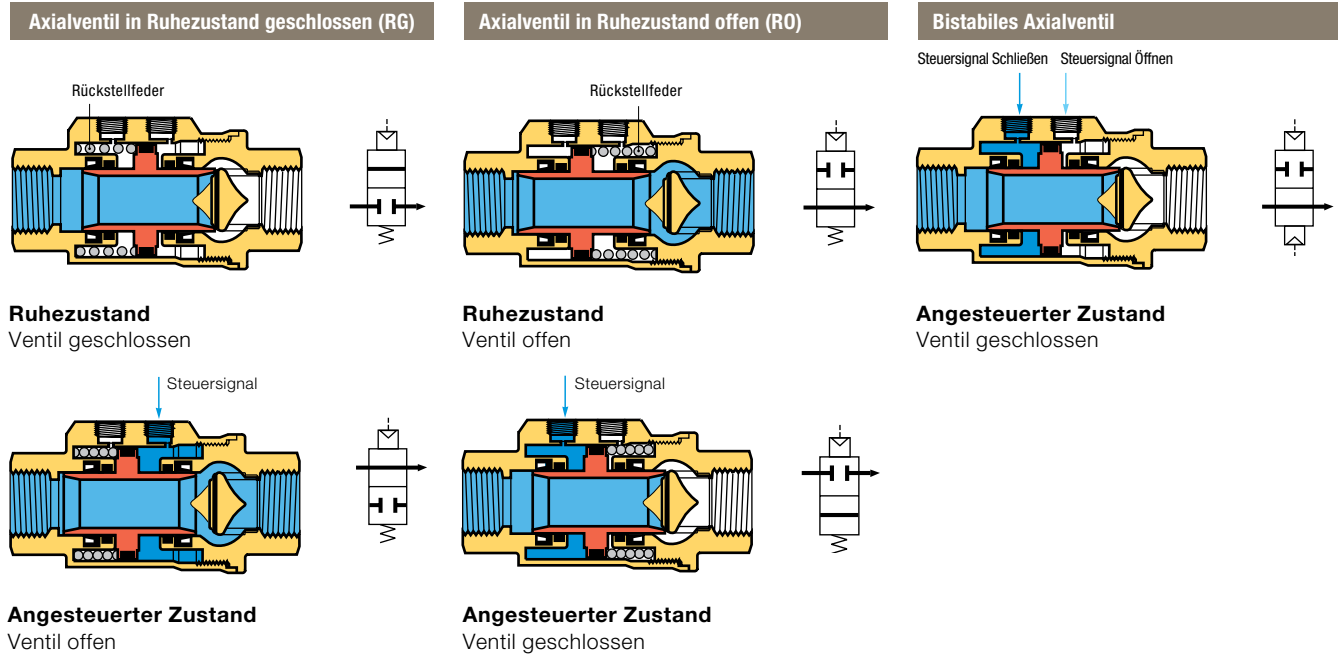 Axialventil in Ruhezustand geschlossen (RG)
Axialventil in Ruhezustand offen (RO)
Bistabiles Axialventil
Rückstellfeder
Rückstellfeder
Steuersignal Schließen
Steuersignal Öffnen
Ruhezustand
Ventil geschlossen
Ruhezustand
Ventil offen
Angesteuerter Zustand
Ventil geschlossen
Steuersignal
Steuersignal
Angesteuerter Zustand
Ventil offen
Angesteuerter Zustand
Ventil geschlossen